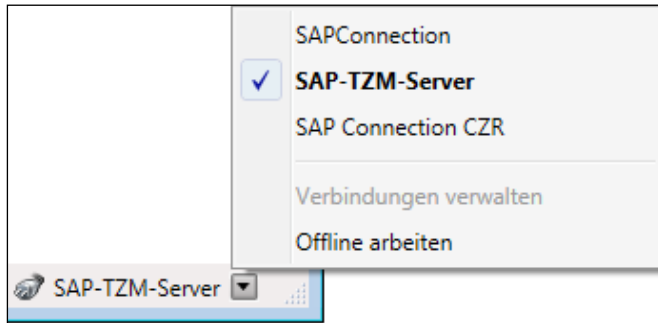 SAPConnection
SAP-TZM-Server
SAP Connection CZR
Verbindungen verwalten
Offline arbeiten
SAP-TZM-Server